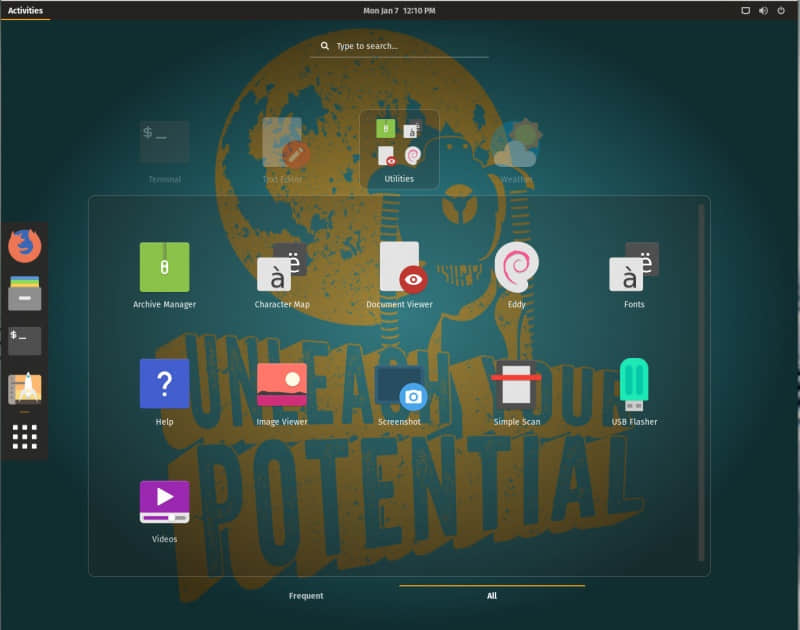 Activities
Mon Jan 7 12:10 PM
Type to search...
$_
ë
à
Terminal
Text Editor
Utilities
Weather
ë
à
ë
à
Archive Manager
Character Map
Document Viewer
Eddy
Fonts
$_
?
Help
Image Viewer
Screenshot
Simple Scan
USB Flasher
UNLEASH YOUR
POTENTIAL
Videos
Frequent
All